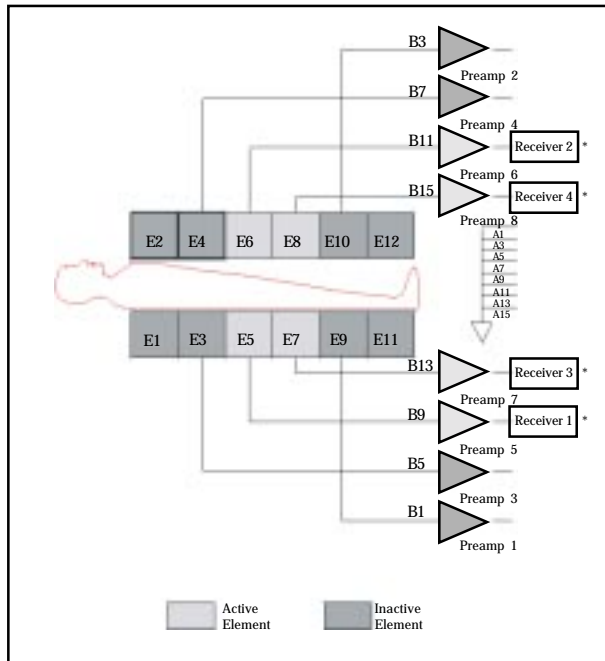 B3
Preamp 2
B7
Preamp 4
B11
Receiver 2 *
Preamp 6
B15
Receiver 4 *
Preamp 8
E2 E4 E6 E8 E10 E12
A1
A3
A5
A7
A9
A11
A13
A15
E1 E3 E5 E7 E9 E11
B13
Receiver 3 *
Preamp 7
B9
Receiver 1 *
Preamp 5
B5
Preamp 3
B1
Preamp 1
Active
Element
Inactive
Element